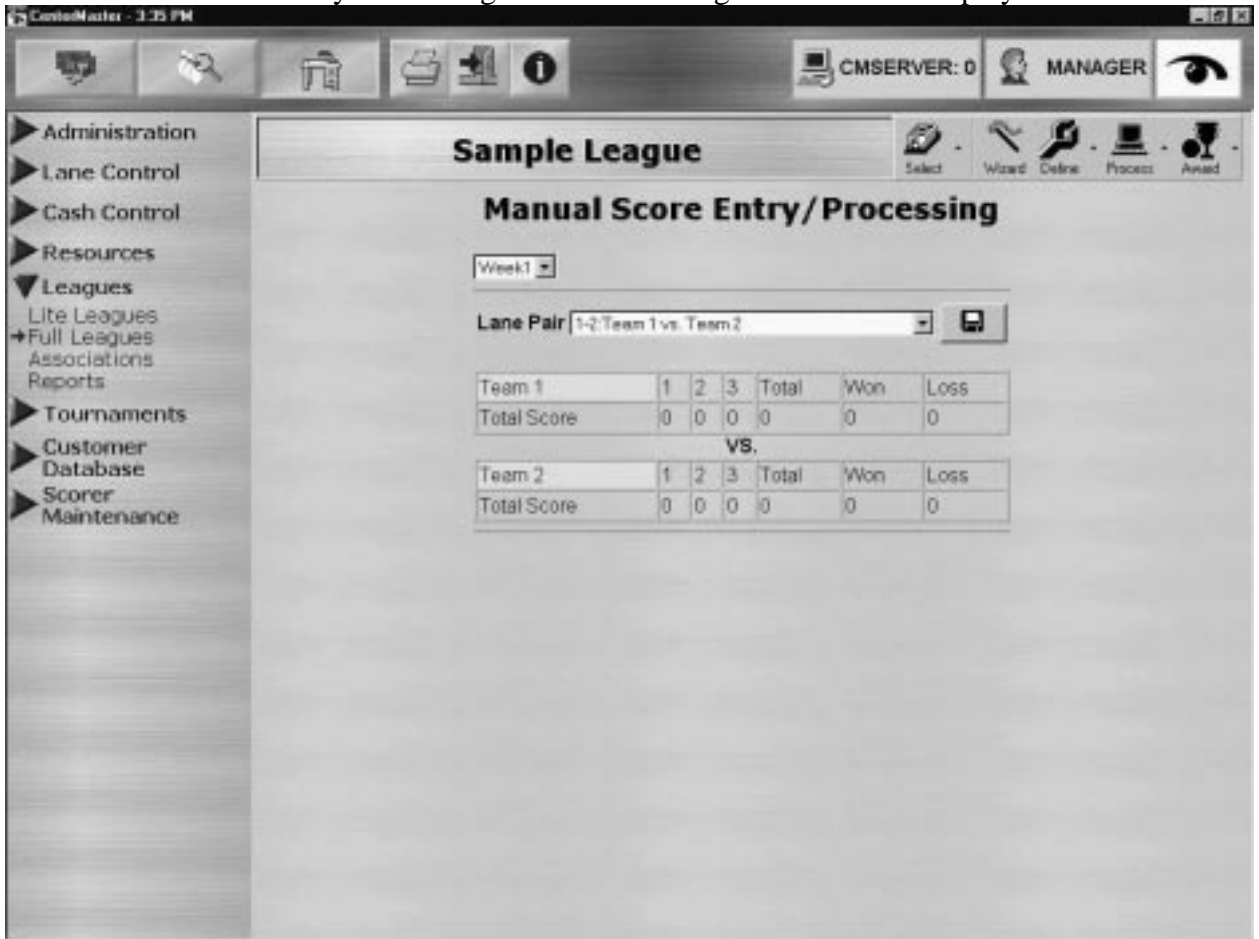 CenterMaster - 3:35 PM
CMSERVER: 0
MANAGER
Administration
Lane Control
Cash Control
Resources
Leagues
Lite Leagues
Full Leagues
Associations
Reports
Tournaments
Customer
Database
Scorer
Maintenance
Sample League
Select
Wizard
Define
Process
Award
Manual Score Entry/Processing
Week1
Lane Pair 1-2:Team 1 vs. Team 2
Team 1 1 2 3 Total Won Loss
Total Score 0 0 0 0 0 0
VS.
Team 2 1 2 3 Total Won Loss
Total Score 0 0 0 0 0 0